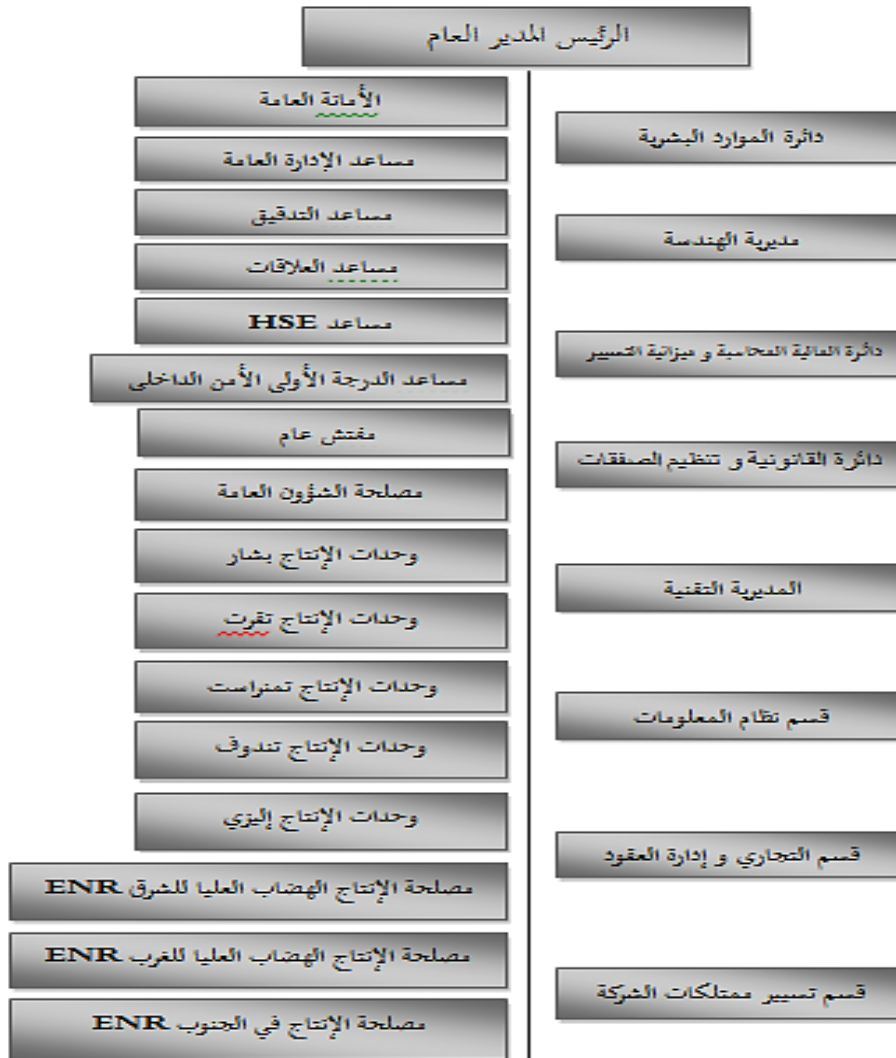 الرئيس المدير العام
دائرة الموارد البشرية
مديرية الهندسة
دائرة المالية المحاسبة و ميزانية التسيير
دائرة القانونية و تنظيم الصفقات
المديرية التقنية
قسم نظام المعلومات
قسم التجاري و إدارة العقود
قسم تسيير ممتلكات الشركة
الأمانة العامة
مساعد الإدارة العامة
مساعد التدقيق
مساعد العلاقات
مساعد HSE
مساعد الدرجة الأولى الأمن الداخلي
مفتش عام
مصلحة الشؤون العامة
وحدات الإنتاج بشار
وحدات الإنتاج تقرت
وحدات الإنتاج تمنراست
وحدات الإنتاج تندوف
وحدات الإنتاج إليزي
مصلحة الإنتاج الهضاب العليا للشرق ENR
مصلحة الإنتاج الهضاب العليا للغرب ENR
مصلحة الإنتاج في الجنوب ENR